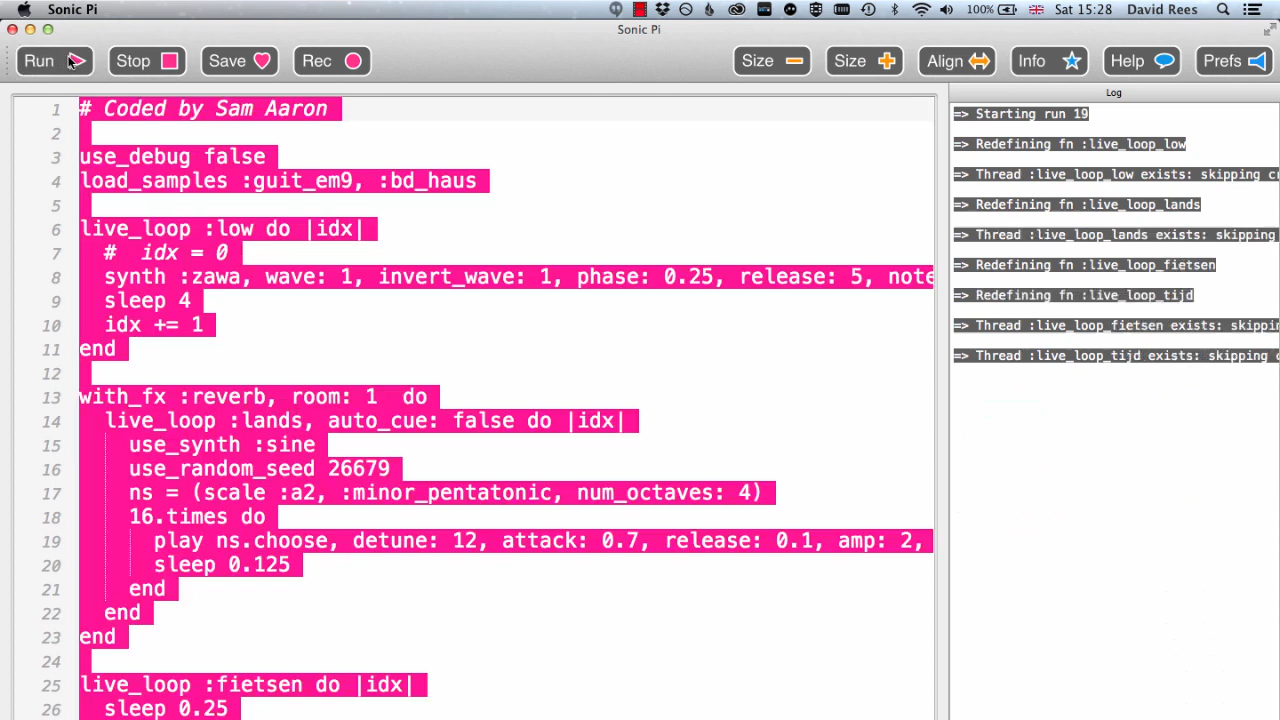 Sonic Pi
100%
Sat 15:28
David Rees
Sonic Pi
Run
Stop
Save
Rec
Size
Size
Align
Info
Help
Prefs
1 # Coded by Sam Aaron
2
3 use_debug false
4 load_samples :guit_em9, :bd_haus
5
6 live_loop :low do |idx|
7 # idx = 0
8 synth :zawa, wave: 1, invert_wave: 1, phase: 0.25, release: 5, note
9 sleep 4
10 idx += 1
11 end
12
13 with_fx :reverb, room: 1 do
14 live_loop :lands, auto_cue: false do |idx|
15 use_synth :sine
16 use_random_seed 26679
17 ns = (scale :a2, :minor_pentatonic, num_octaves: 4)
18 16.times do
19 play ns.choose, detune: 12, attack: 0.7, release: 0.1, amp: 2,
20 sleep 0.125
21 end
22 end
23 end
24
25 live_loop :fietsen do |idx|
26 sleep 0.25
Log
=> Starting run 19
=> Redefining fn :live_loop_low
=> Thread :live_loop_low exists: skipping cr
=> Redefining fn :live_loop_lands
=> Thread :live_loop_lands exists: skipping
=> Redefining fn :live_loop_fietsen
=> Redefining fn :live_loop_tijd
=> Thread :live_loop_fietsen exists: skippin
=> Thread :live_loop_tijd exists: skipping